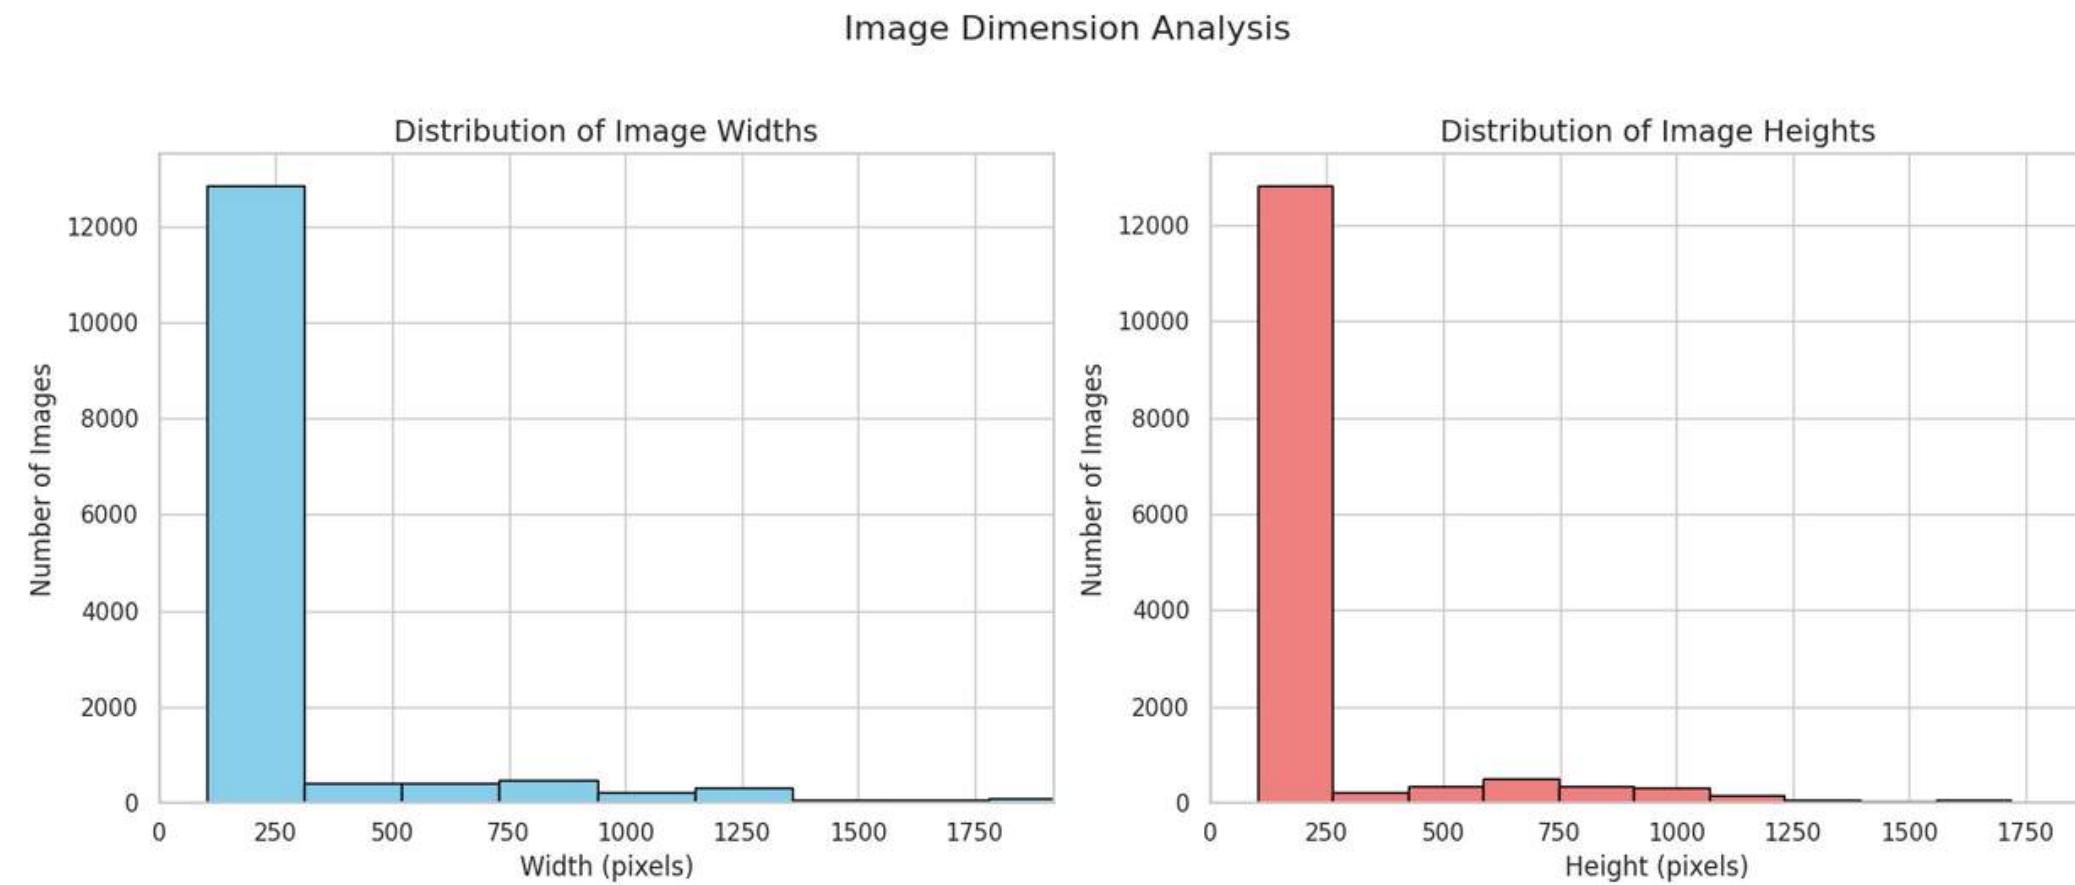 Image Dimension Analysis
Distribution of Image Widths
Number of Images
12000
10000
8000
6000
4000
2000
0
0 250 500 750 1000 1250 1500 1750
Width (pixels)
Distribution of Image Heights
Number of Images
12000
10000
8000
6000
4000
2000
0
0 250 500 750 1000 1250 1500 1750
Height (pixels)